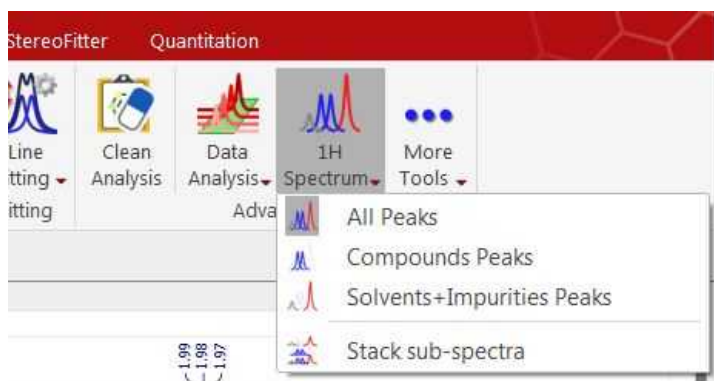 StereoFitter Quantitation
Line Clean Data 1H More
tting Analysis Analysis Spectrum Tools
itting Adva
All Peaks
Compounds Peaks
Solvents+Impurities Peaks
Stack sub-spectra
1.99
1.98
1.97